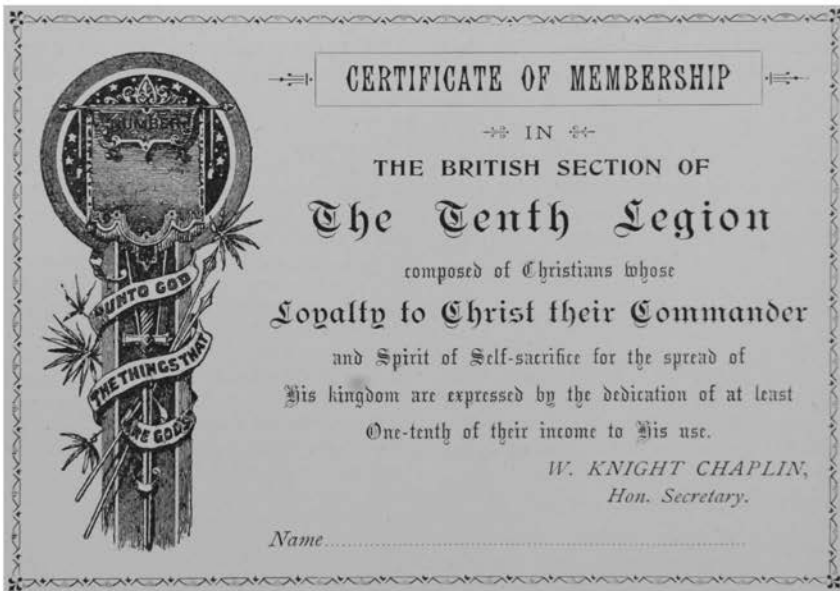 CERTIFICATE OF MEMBERSHIP
IN
THE BRITISH SECTION OF
The Tenth Legion
composed of Christians whose
Loyalty to Christ their Commander
and Spirit of Self-sacrifice for the spread of
His kingdom are expressed by the dedication of at least
One-tenth of their income to His use.
W. KNIGHT CHAPLIN,
Hon. Secretary.
Name
NUMBER
UNTO GOD
THE THINGS THAT
ARE GODS